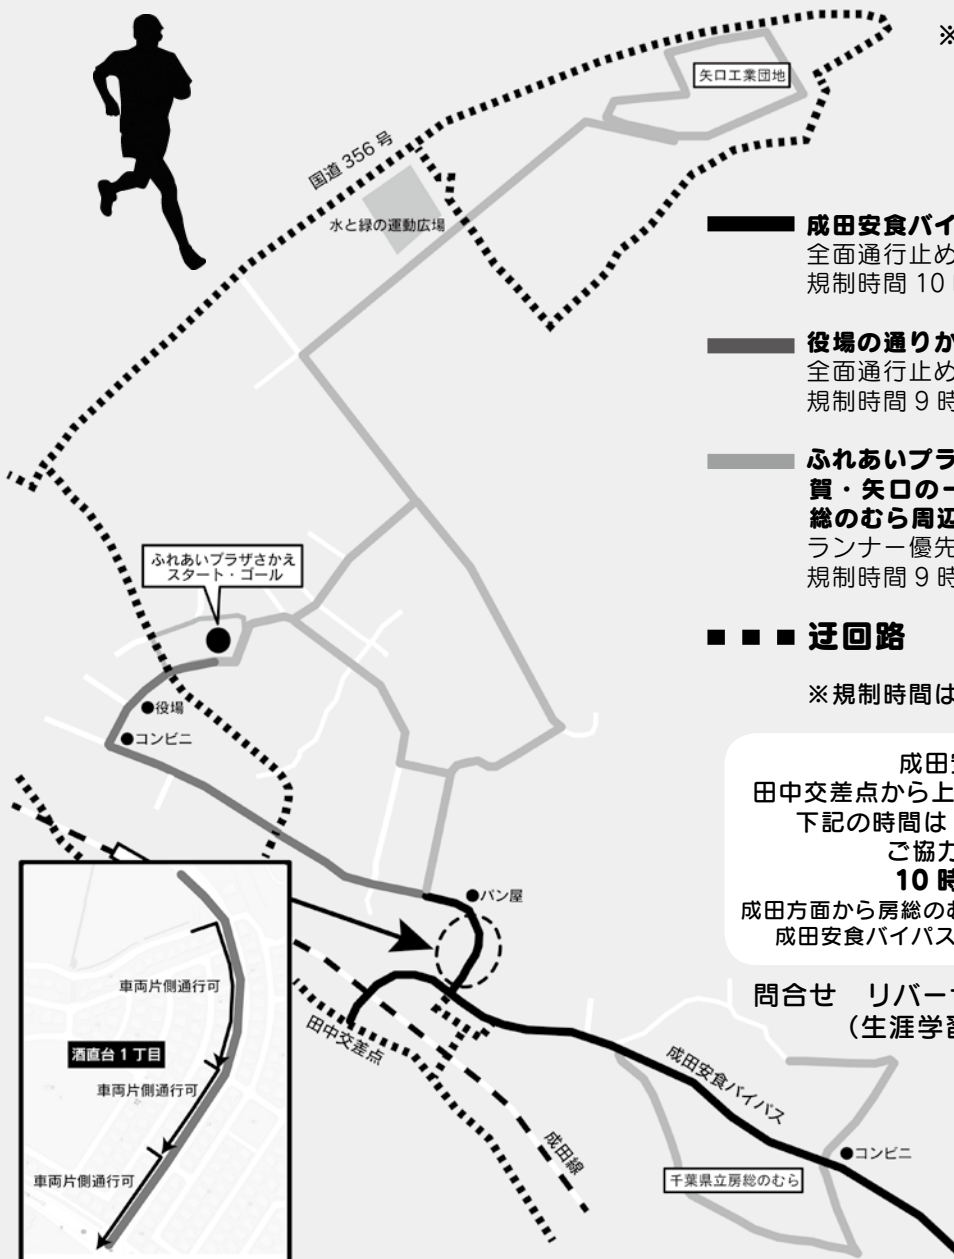 ※
矢口工業団地
国道 356 号
水と緑の運動広場
成田安食バイ
全面通行止め
規制時間 10
役場の通りか
全面通行止め
規制時間 9 時
ふれあいプラ
賀・矢口の一
総のむら周辺
ランナー優先
規制時間 9 時
迂回路
※規制時間は
ふれあいプラザさかえ
スタート・ゴール
●役場
●コンビニ
成田安
田中交差点から上
下記の時間は
ご協力
10 時
成田方面から房総のむ
成田安食バイパス
●パン屋
問合せ リバーサ
（生涯学習
車両片側通行可
酒直台 1 丁目
車両片側通行可
車両片側通行可
田中交差点
成田安食バイパス
成田線
●コンビニ
千葉県立房総のむら